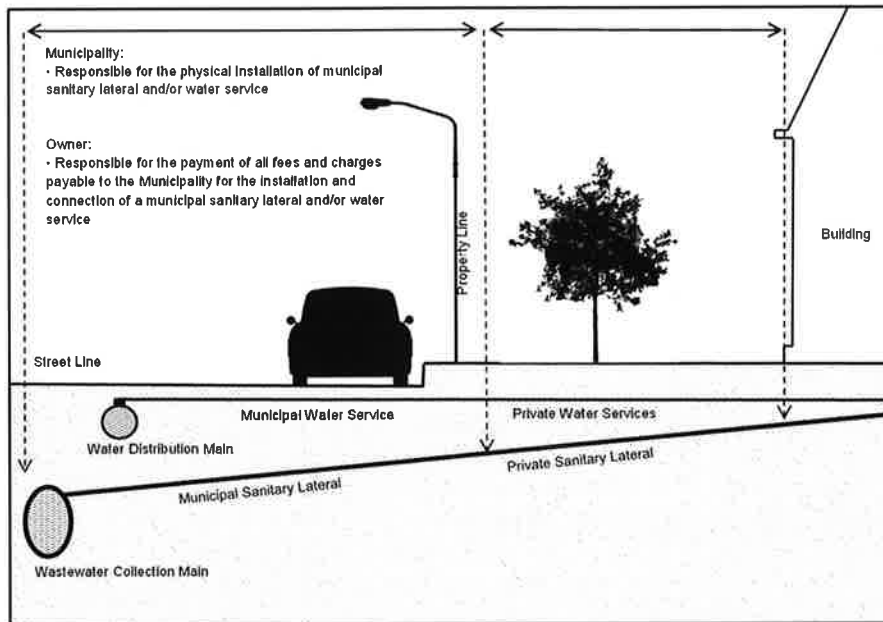 Municipality:
· Responsible for the physical installation of municipal
sanitary lateral and/or water service
Owner:
· Responsible for the payment of all fees and charges
payable to the Municipality for the installation and
connection of a municipal sanitary lateral and/or water
service
Property Line
Building
Street Line
Municipal Water Service
Private Water Services
Water Distribution Main
Private Sanitary Lateral
Municipal Sanitary Lateral
Wastewater Collection Main